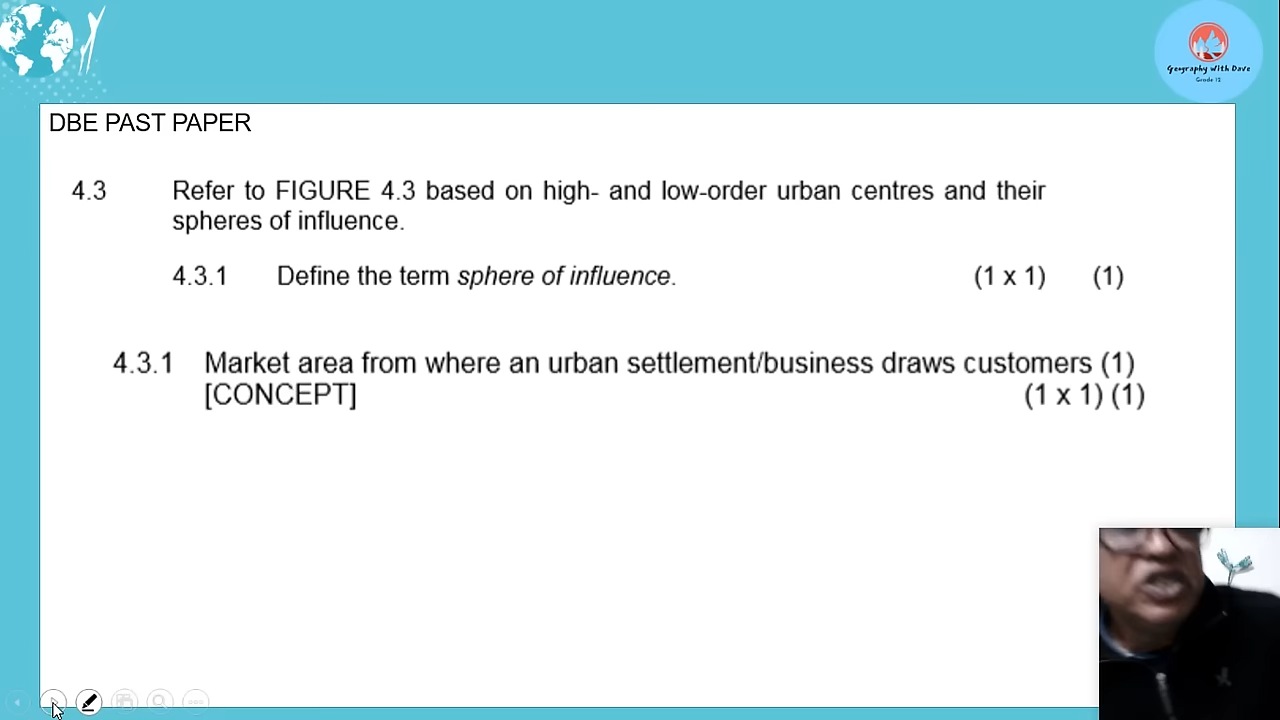 Geography With Dave
Grade 12
DBE PAST PAPER
4.3 Refer to FIGURE 4.3 based on high- and low-order urban centres and their
spheres of influence.
4.3.1 Define the term sphere of influence. (1 x 1) (1)
4.3.1 Market area from where an urban settlement/business draws customers (1)
[CONCEPT] (1 x 1) (1)